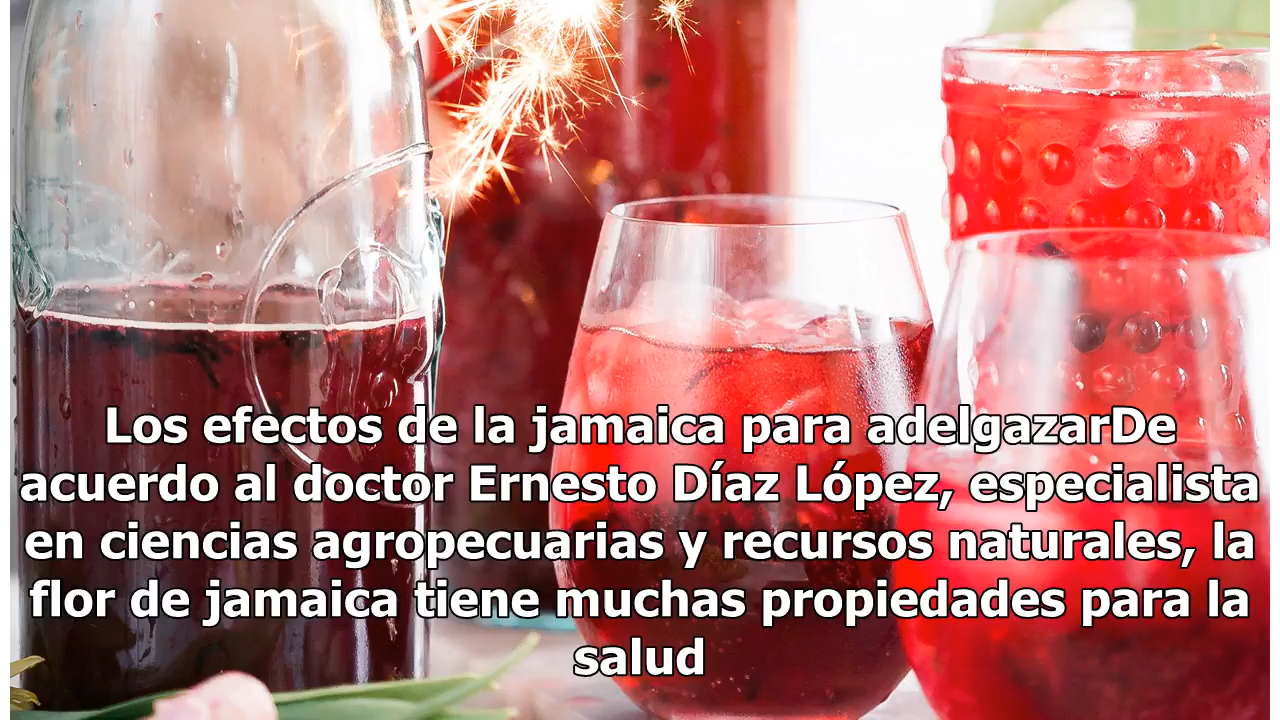 Los efectos de la jamaica para adelgazarDe
acuerdo al doctor Ernesto Díaz López, especialista
en ciencias agropecuarias y recursos naturales, la
flor de jamaica tiene muchas propiedades para la
salud